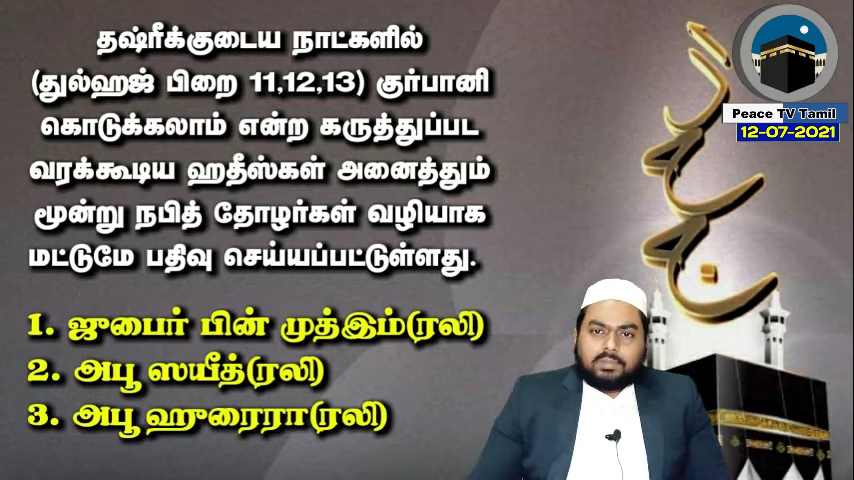 தஷ்ரீக்குடைய நாட்களில்
(துல்ஹஜ் பிறை 11,12,13) குர்பானி
கொடுக்கலாம் என்ற கருத்துப்பட
வரக்கூடிய ஹதீஸ்கள் அனைத்தும்
மூன்று நபித் தோழர்கள் வழியாக
மட்டுமே பதிவு செய்யப்பட்டுள்ளது.
1. ஜுபைர் பின் முத்இம்(ரலி)
2. அபூ ஸயீத்(ரலி)
3. அபூ ஹுரைரா(ரலி)
Peace TV Tamil
12-07-2021